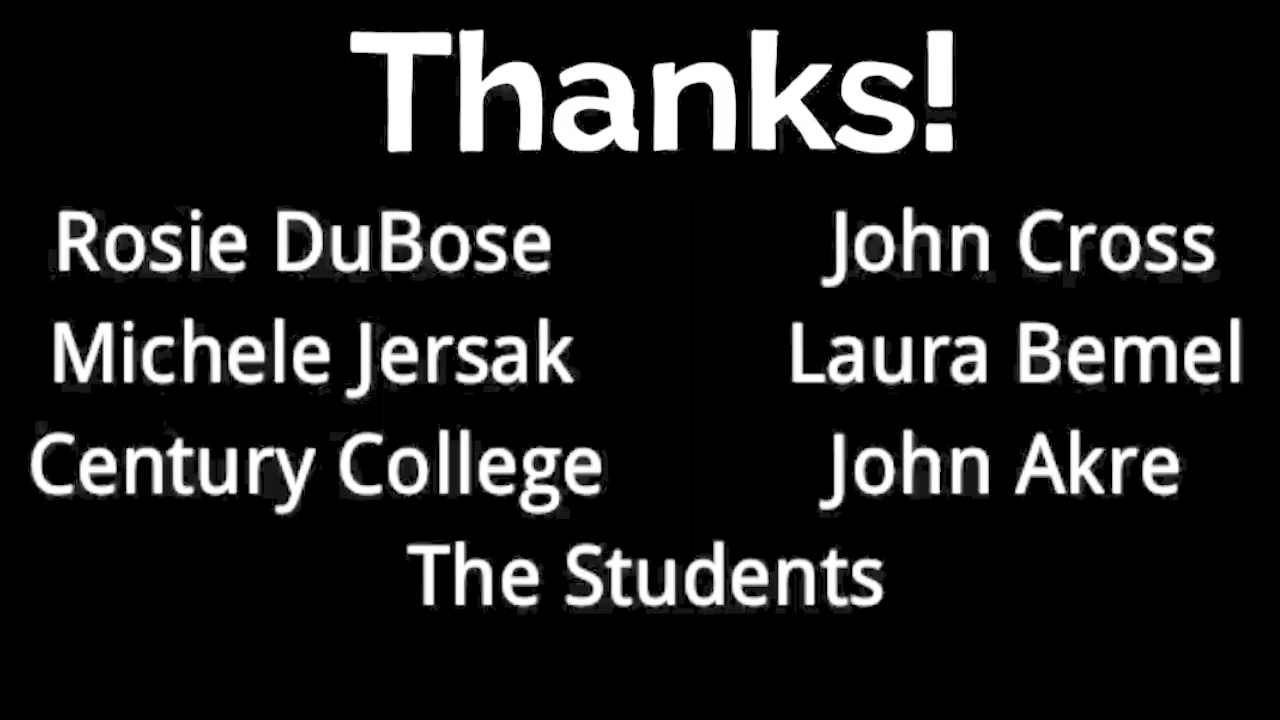 Thanks!
Rosie DuBose John Cross
Michele Jersak Laura Bemel
Century College John Akre
The Students